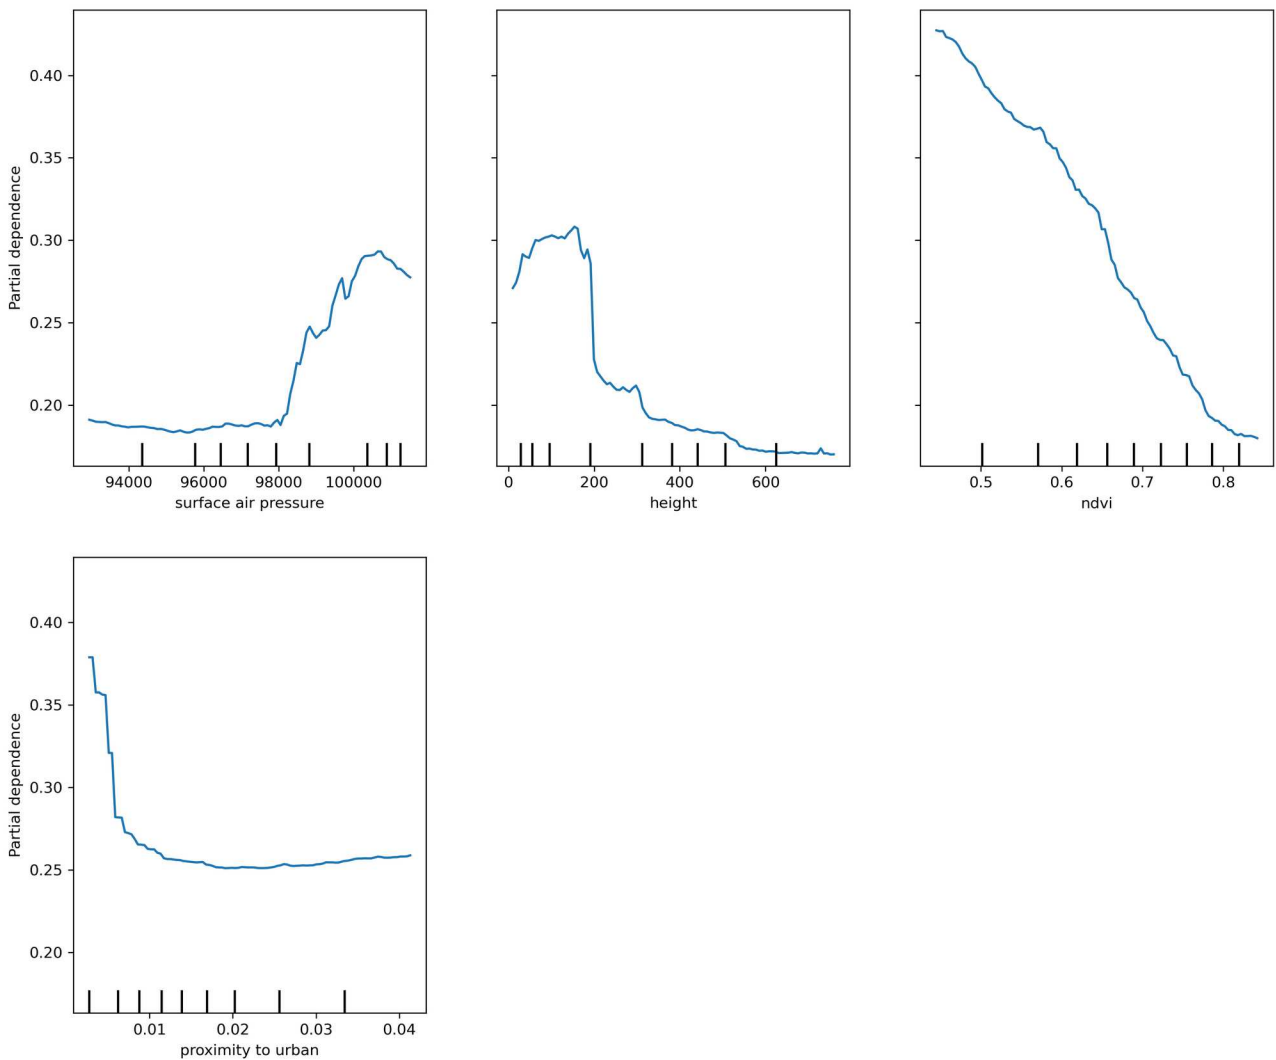 0.40
0.35
0.30
0.25
0.20
Partial dependence
94000 96000 98000 100000
surface air pressure
0 200 400 600
height
0.5 0.6 0.7 0.8
ndvi
0.40
0.35
0.30
0.25
0.20
Partial dependence
0.01 0.02 0.03 0.04
proximity to urban